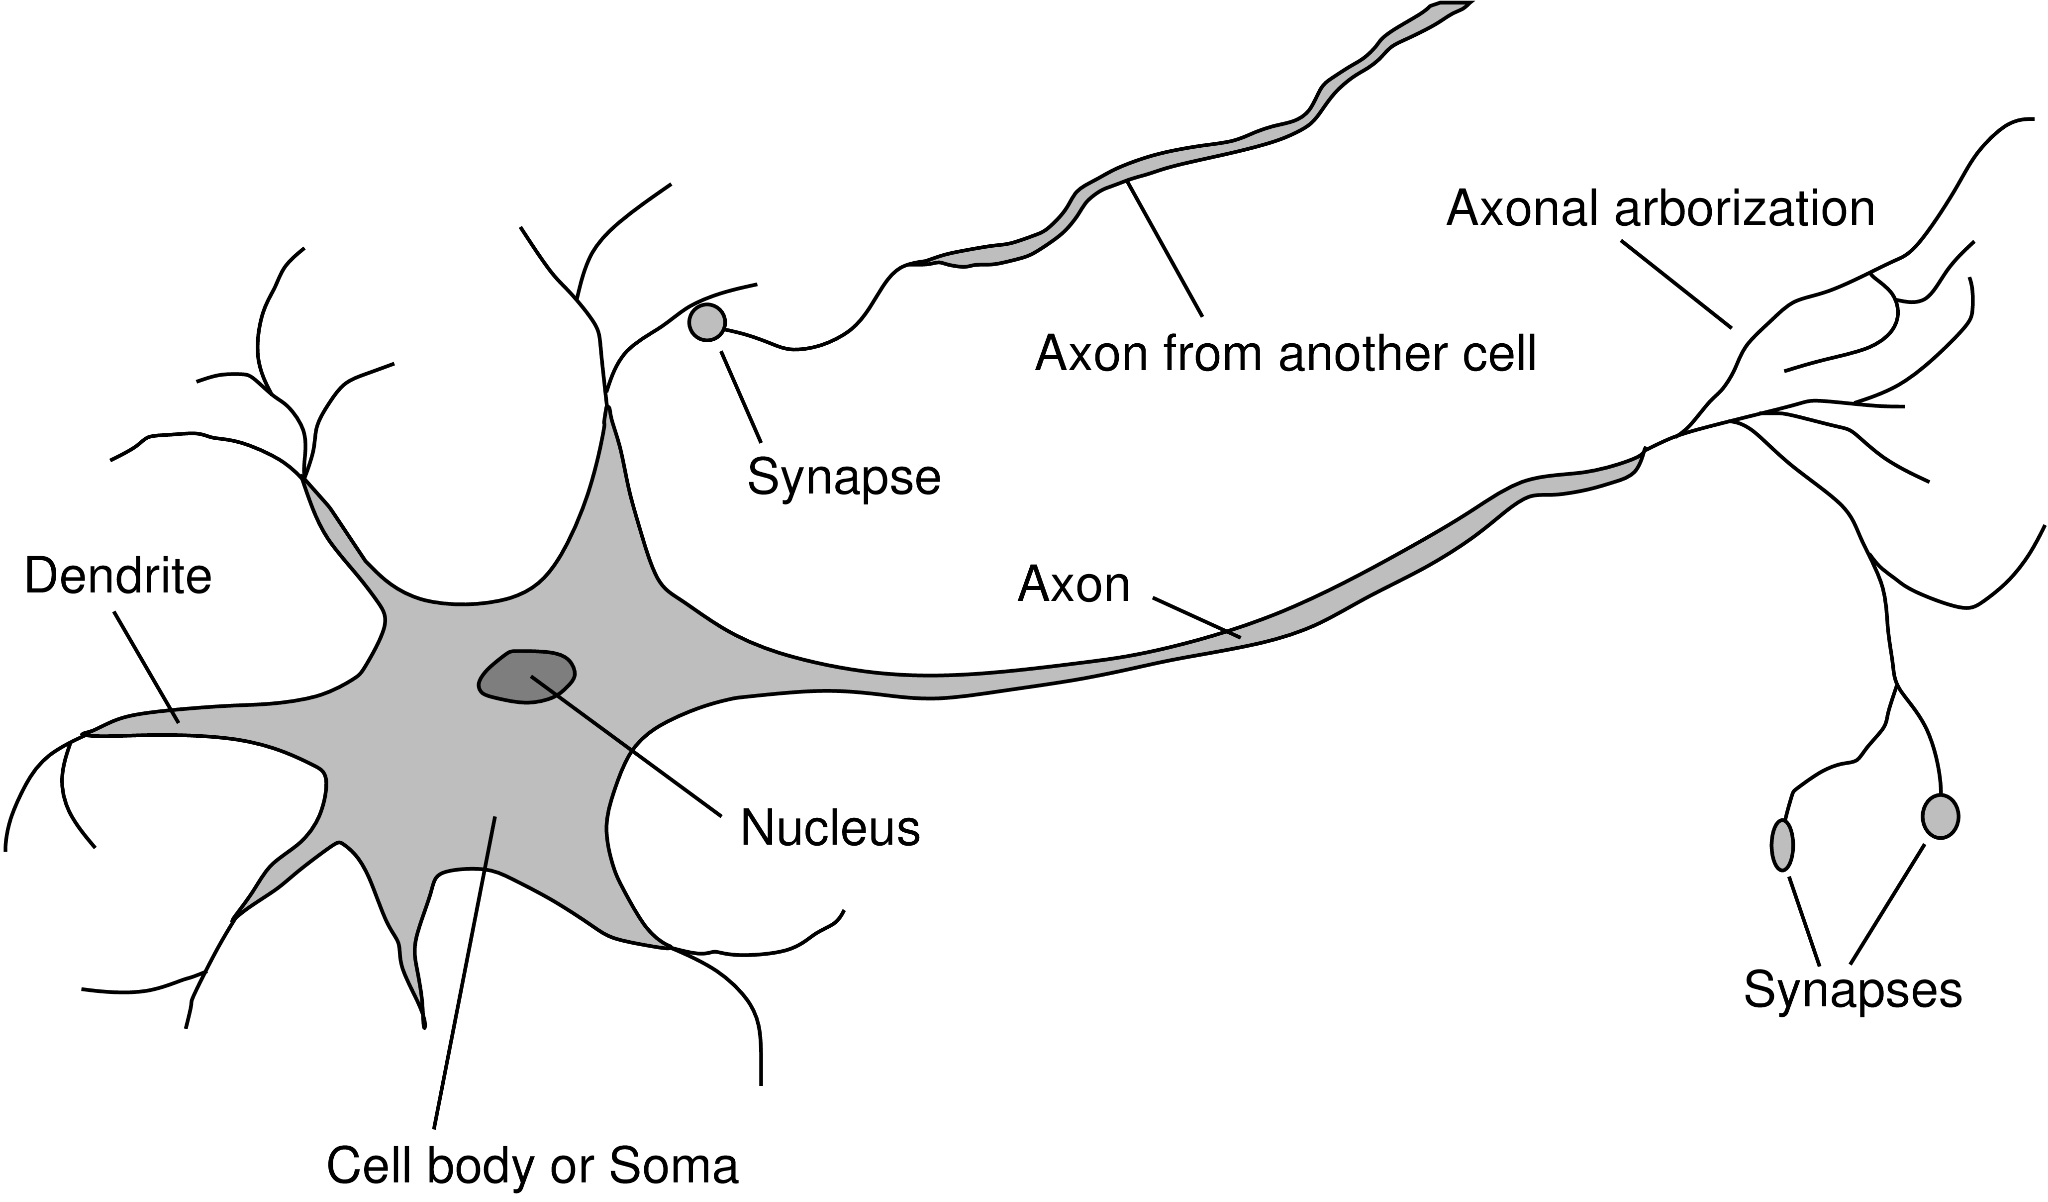 Axonal arborization
Axon from another cell
Synapse
Dendrite
Axon
Nucleus
Synapses
Cell body or Soma